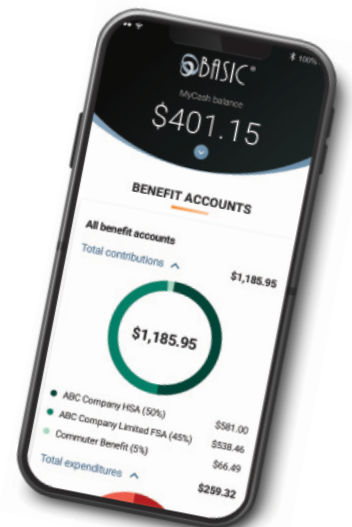 100%
BASIC®
MyCash balance
$401.15
BENEFIT ACCOUNTS
All benefit accounts
Total contributions $1,185.95
$1,185.95
ABC Company HSA (50%) $581.00
ABC Company Limited FSA (45%) $538.46
Commuter Benefit (5%) $66.49
Total expenditures $259.32